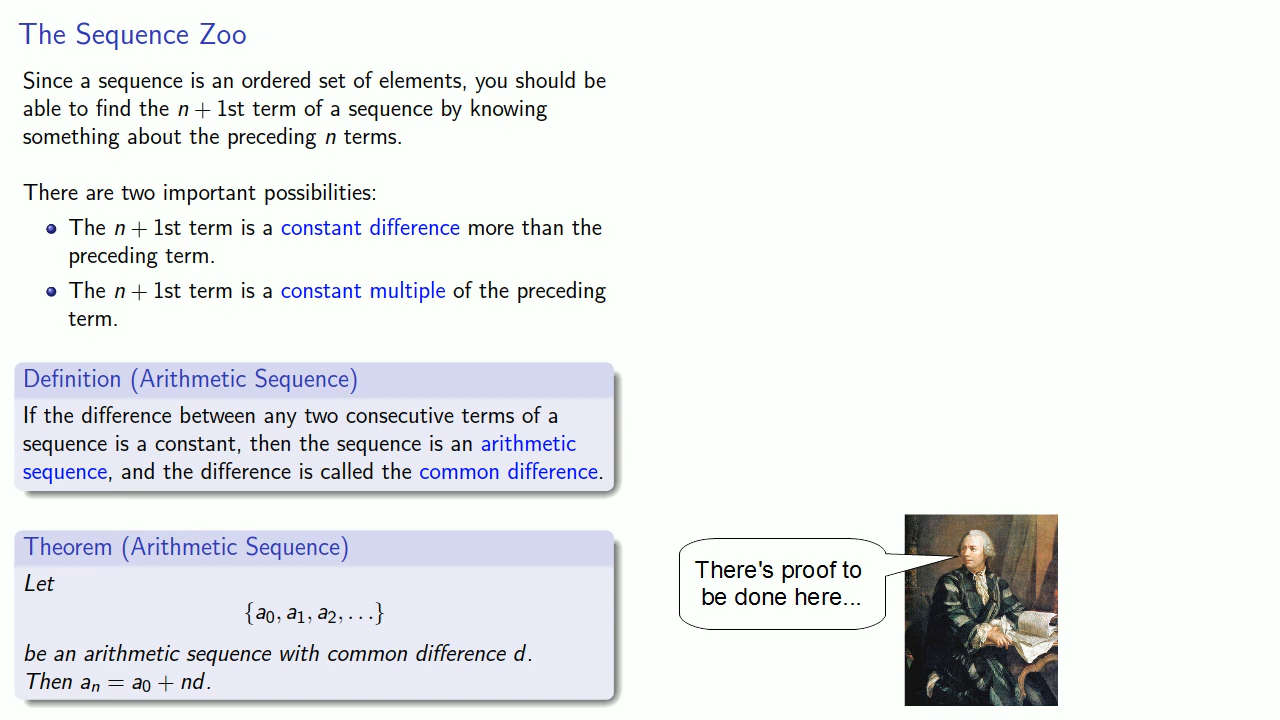 The Sequence Zoo
Since a sequence is an ordered set of elements, you should be
able to find the n + 1st term of a sequence by knowing
something about the preceding n terms.
There are two important possibilities:
The n + 1st term is a constant difference more than the
preceding term.
The n + 1st term is a constant multiple of the preceding
term.
Definition (Arithmetic Sequence)
If the difference between any two consecutive terms of a
sequence is a constant, then the sequence is an arithmetic
sequence, and the difference is called the common difference.
Theorem (Arithmetic Sequence)
Let
{a₀, a₁, a₂, . . .}
be an arithmetic sequence with common difference d.
Then aₙ = a₀ + nd.
There's proof to
be done here...